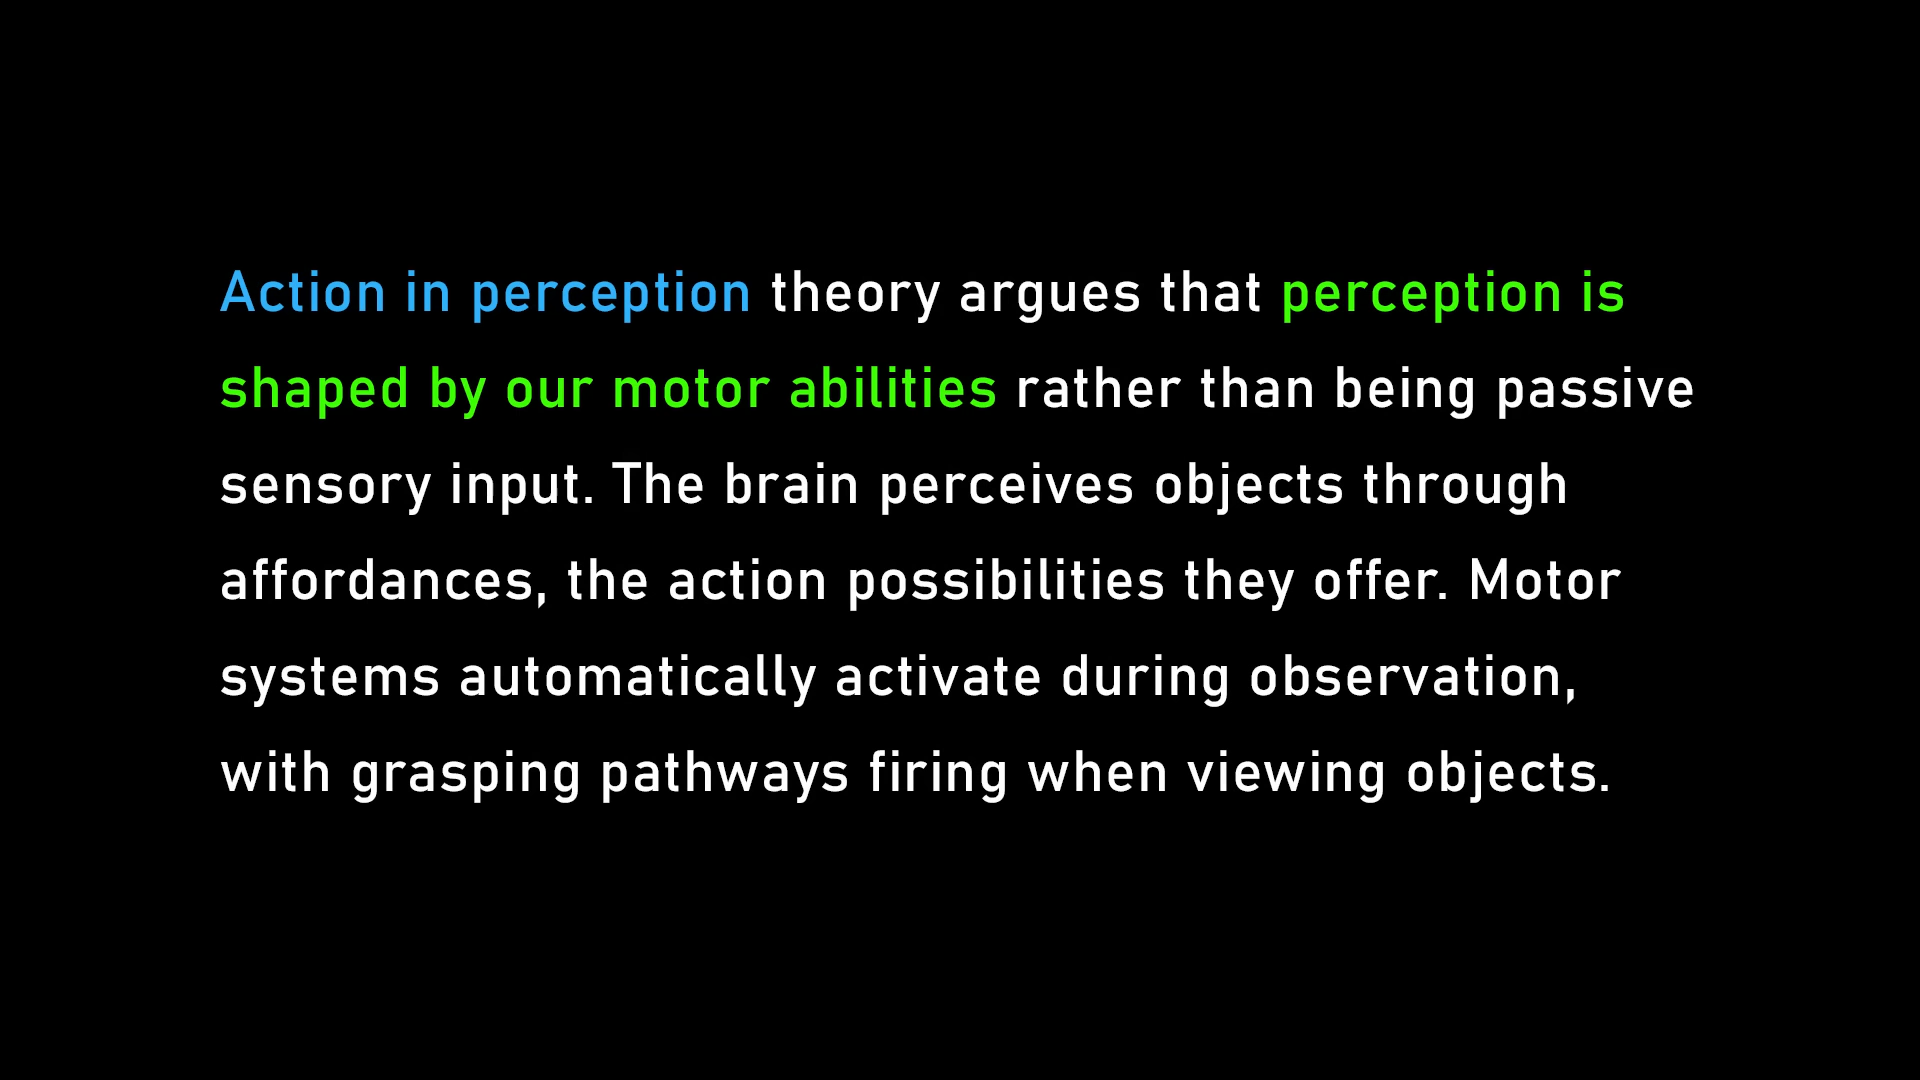 Action in perception theory argues that perception is
shaped by our motor abilities rather than being passive
sensory input. The brain perceives objects through
affordances, the action possibilities they offer. Motor
systems automatically activate during observation,
with grasping pathways firing when viewing objects.